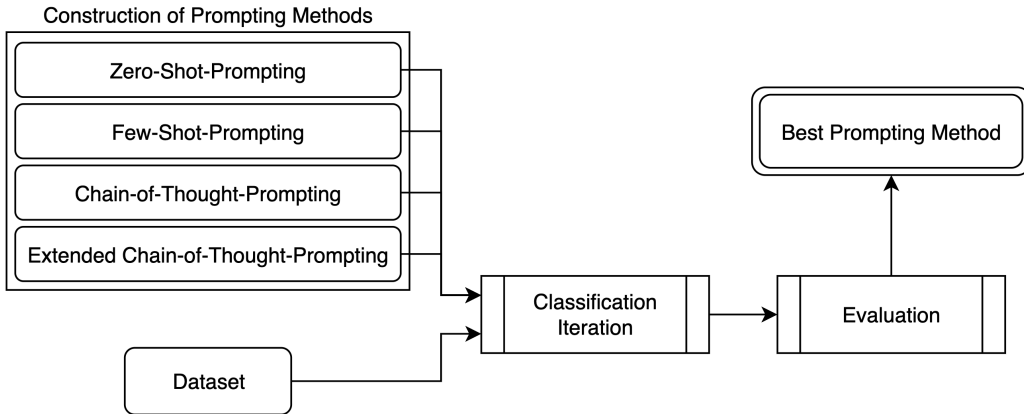 Construction of Prompting Methods
Zero-Shot-Prompting
Few-Shot-Prompting
Chain-of-Thought-Prompting
Extended Chain-of-Thought-Prompting
Dataset
Classification
Iteration
Evaluation
Best Prompting Method